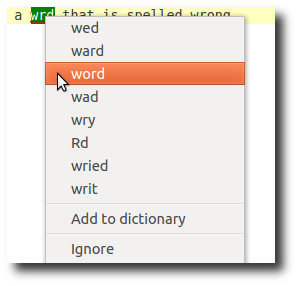 a wrd that is spelled wrong
wed
ward
word
wad
wry
Rd
wried
writ
Add to dictionary
Ignore